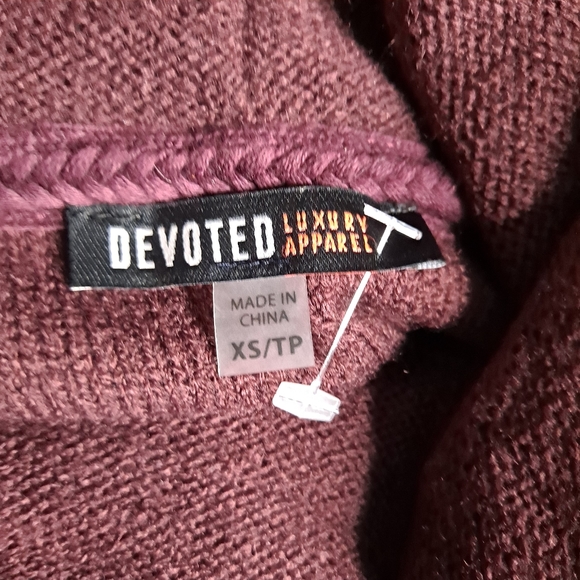 DEVOTED
LUXURY
APPAREL
MADE IN
CHINA
XS/TP